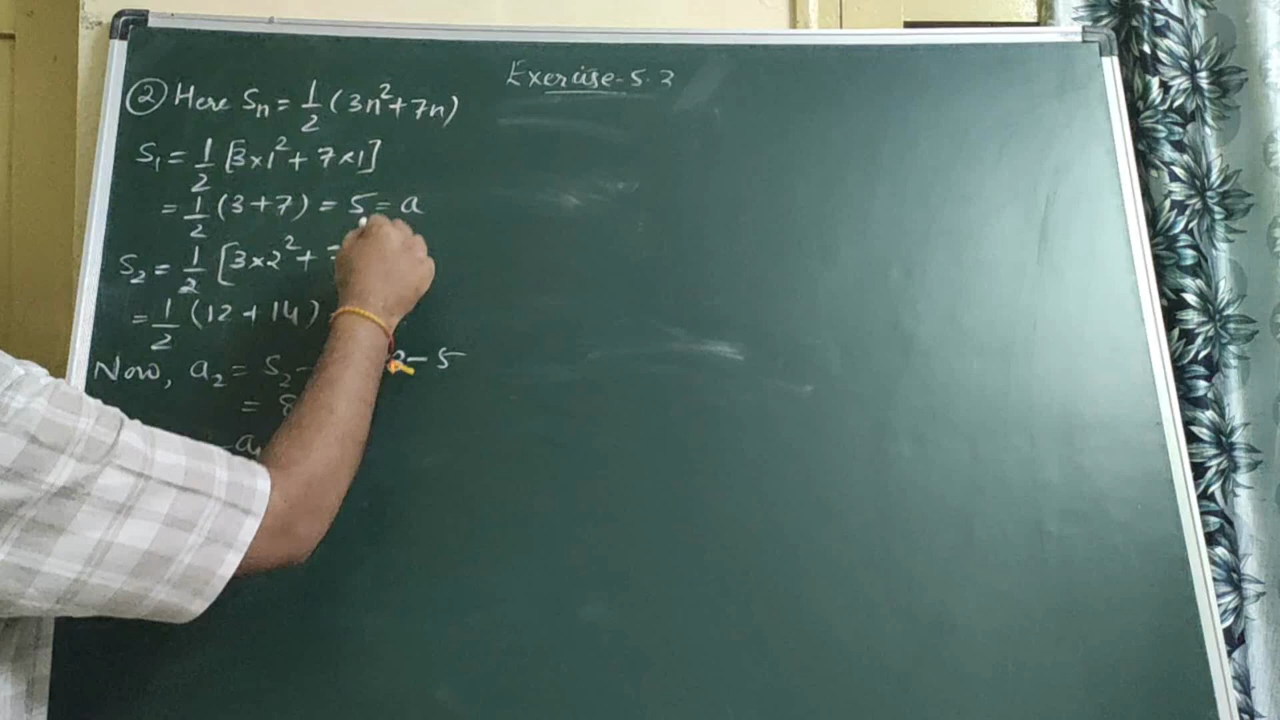 Exercise-5.3
② Here Sn = 1/2 (3n²+7n)
S₁ = 1/2 [3×1²+ 7×1]
= 1/2 (3+7) = 5 = a
S₂ = 1/2 [3×2²+
= 1/2 (12+14)
Now, a₂ = S₂- - 5
= 8
-a